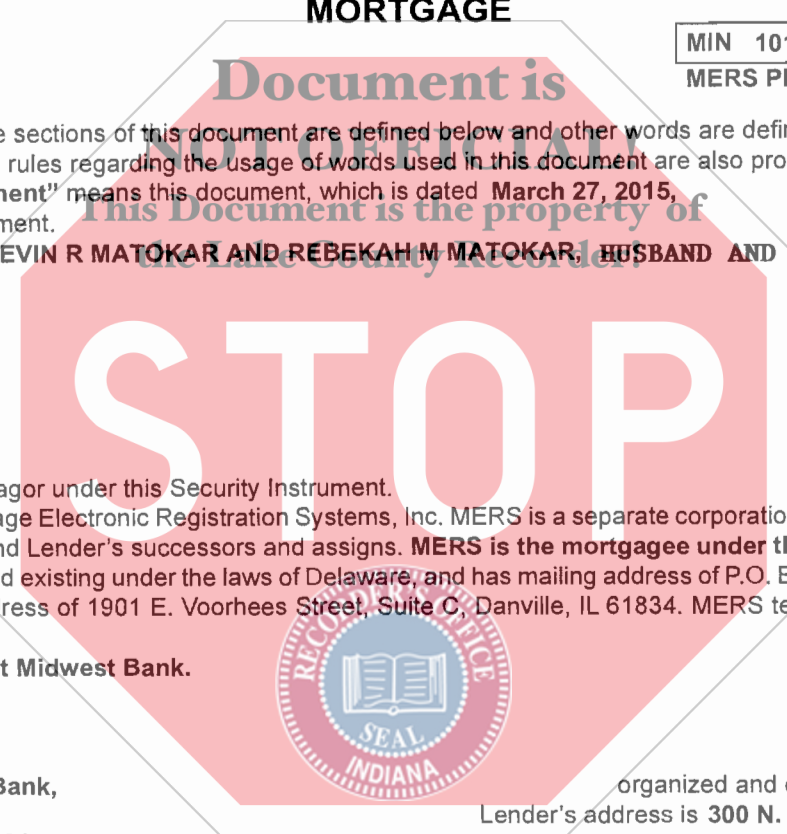 MORTGAGE
MIN 101
MERS P
Document is
e sections of this document are defined below and other words are defin
NOT OFFICIAL!
rules regarding the usage of words used in this document are also pro
ment" means this document, which is dated March 27, 2015,
This Document is the property of
ment.
the Lake County Recorder!
EVIN R MATOKAR AND REBEKAH M MATOKAR, HUSBAND AND
STOP
agor under this Security Instrument.
age Electronic Registration Systems, Inc. MERS is a separate corporatio
nd Lender's successors and assigns. MERS is the mortgagee under th
d existing under the laws of Delaware, and has mailing address of P.O. B
ress of 1901 E. Voorhees Street, Suite C, Danville, IL 61834. MERS te
RECORDER'S OFFICE
t Midwest Bank.
SEAL
INDIANA
Bank,
organized and e
Lender's address is 300 N.